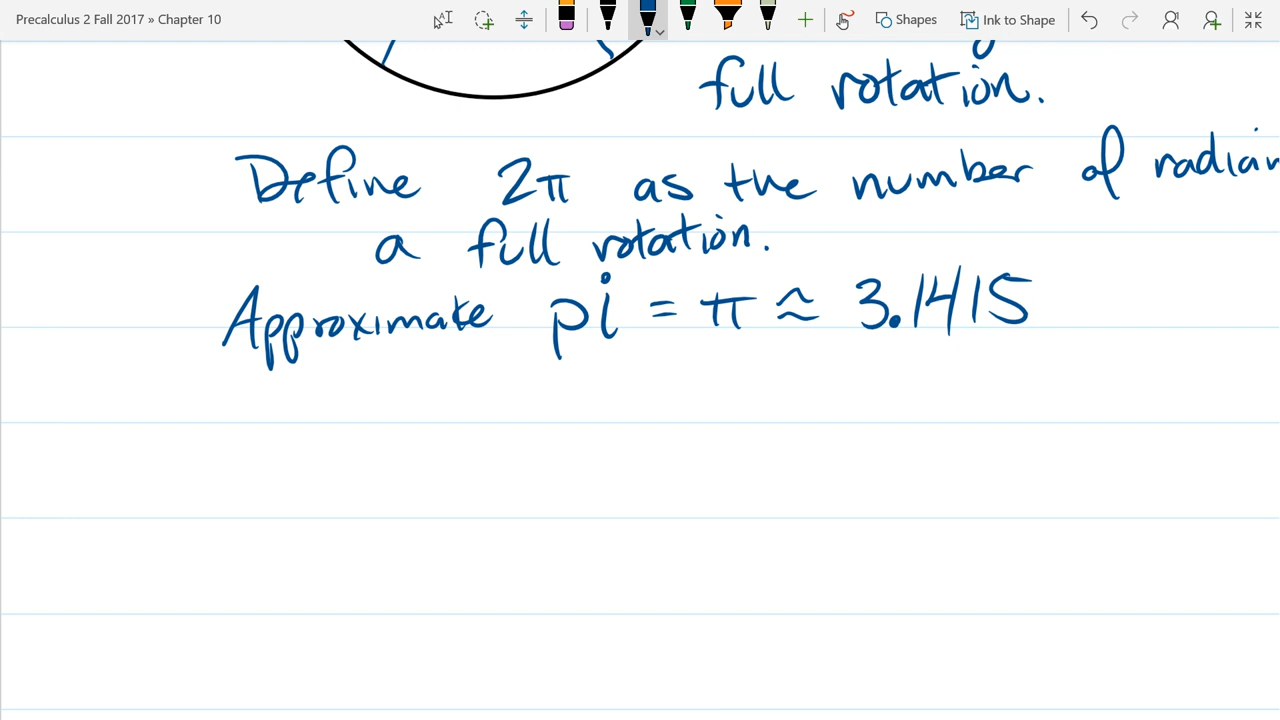 Precalculus 2 Fall 2017 » Chapter 10
Shapes
Ink to Shape
full rotation.
Define 2π as the number of radian
a full rotation.
Approximate pi = π ≈ 3.1415